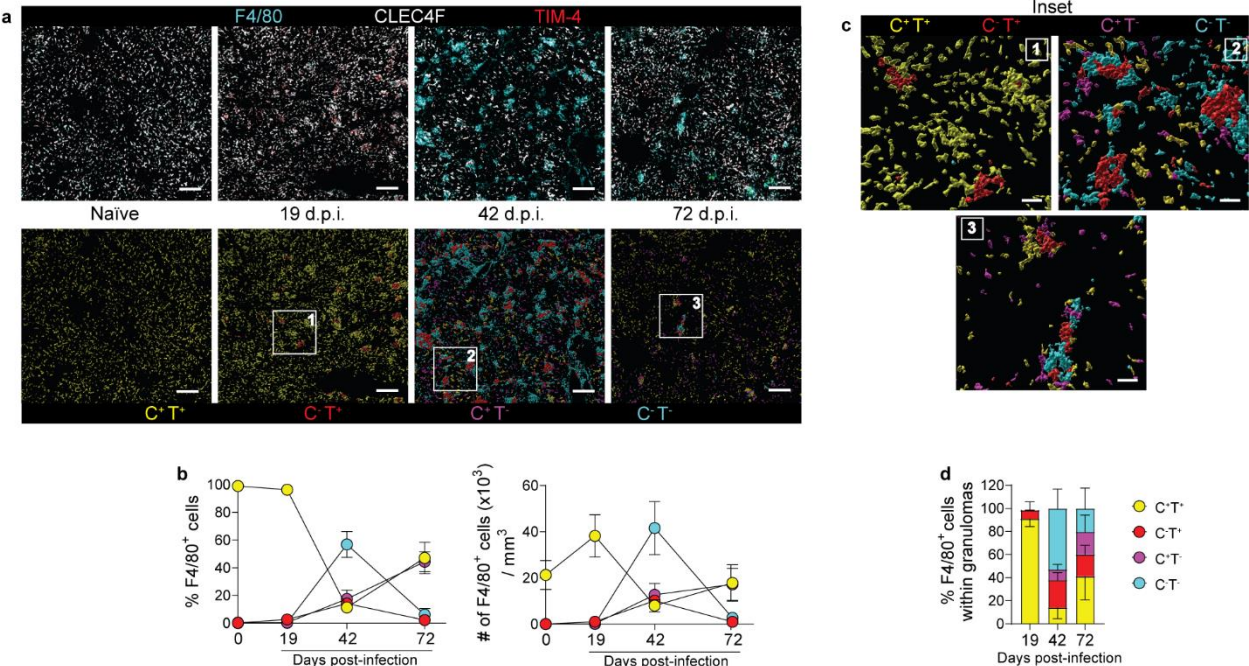 a
F4/80 CLEC4F TIM-4
Naïve 19 d.p.i. 42 d.p.i. 72 d.p.i.
1
2
3
C⁺T⁺ C⁻T⁺ C⁺T⁻ C⁻T⁻
c
Inset
C⁺T⁺ C⁻T⁺ C⁺T⁻ C⁻T⁻
1
2
3
b
% F4/80⁺ cells
100
80
60
40
20
0
0 19 42 72
Days post-infection
# of F4/80⁺ cells (x10³)
/ mm³
60
40
20
0
0 19 42 72
Days post-infection
d
% F4/80⁺ cells
within granulomas
120
100
80
60
40
20
0
19 42 72
Days post-infection
C⁺T⁺
C⁻T⁺
C⁺T⁻
C⁻T⁻